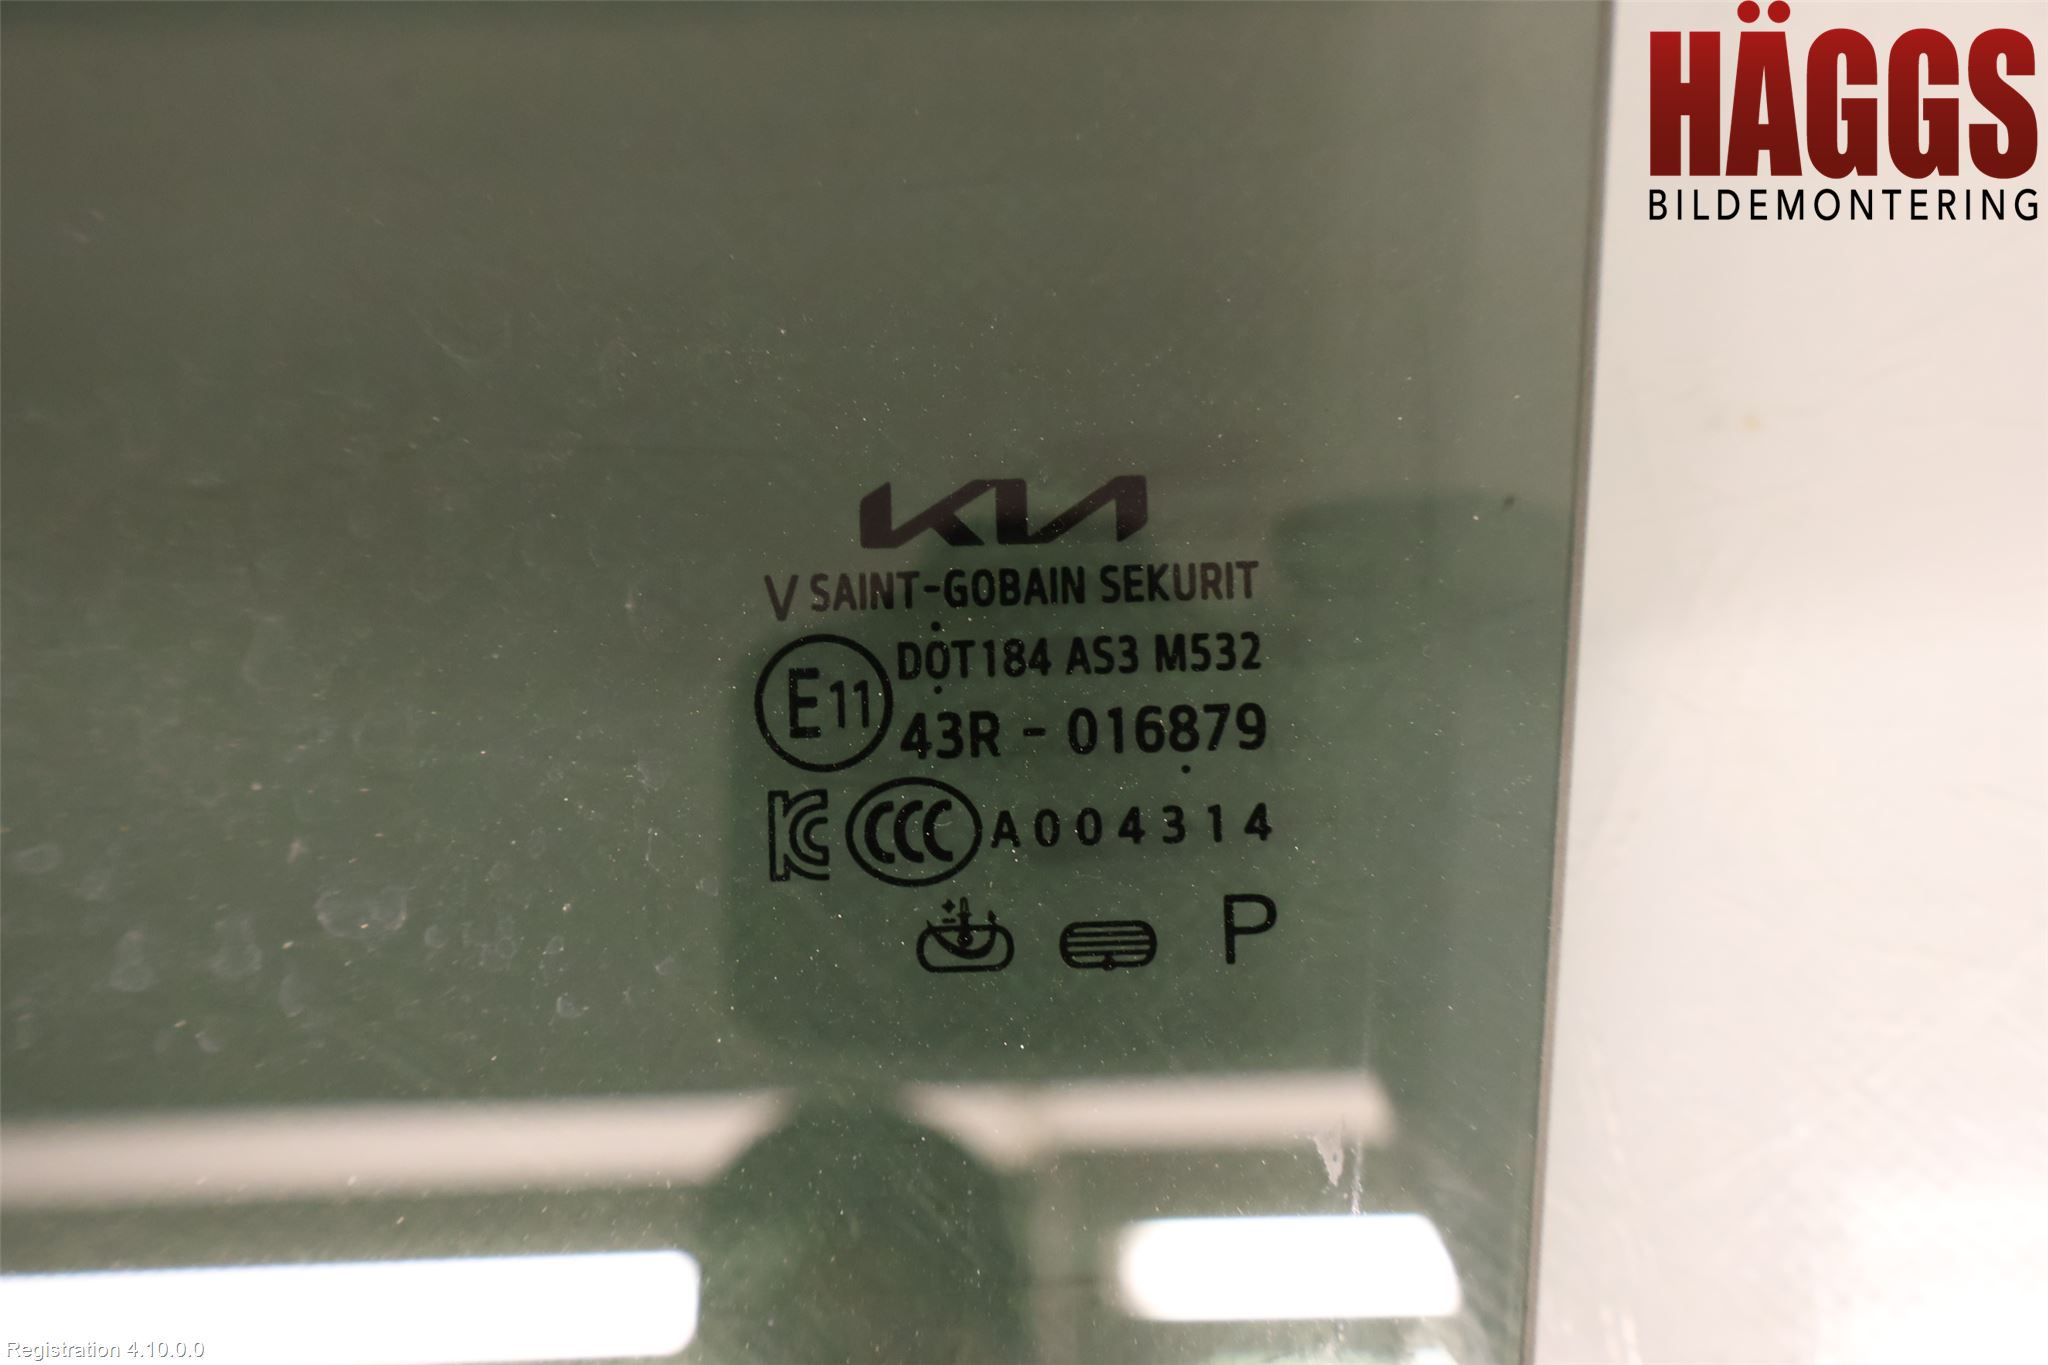 HÄGGS
BILDEMONTERING
KIA
V SAINT-GOBAIN SEKURIT
E11
DOT184 AS3 M532
43R - 016879
KC CCC A004314
P
Registration 4.10.0.0